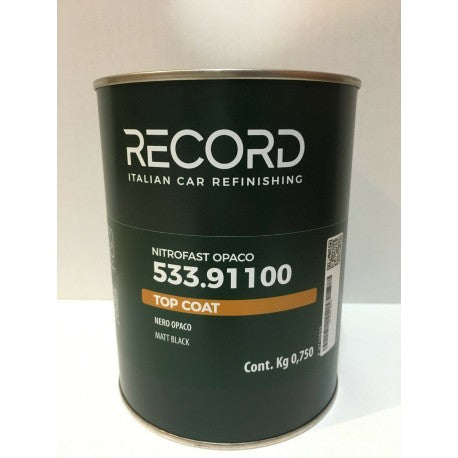 RECORD
ITALIAN CAR REFINISHING
NITROFAST OPACO
533.91100
TOP COAT
NERO OPACO
MATT BLACK
Cont. Kg 0,750